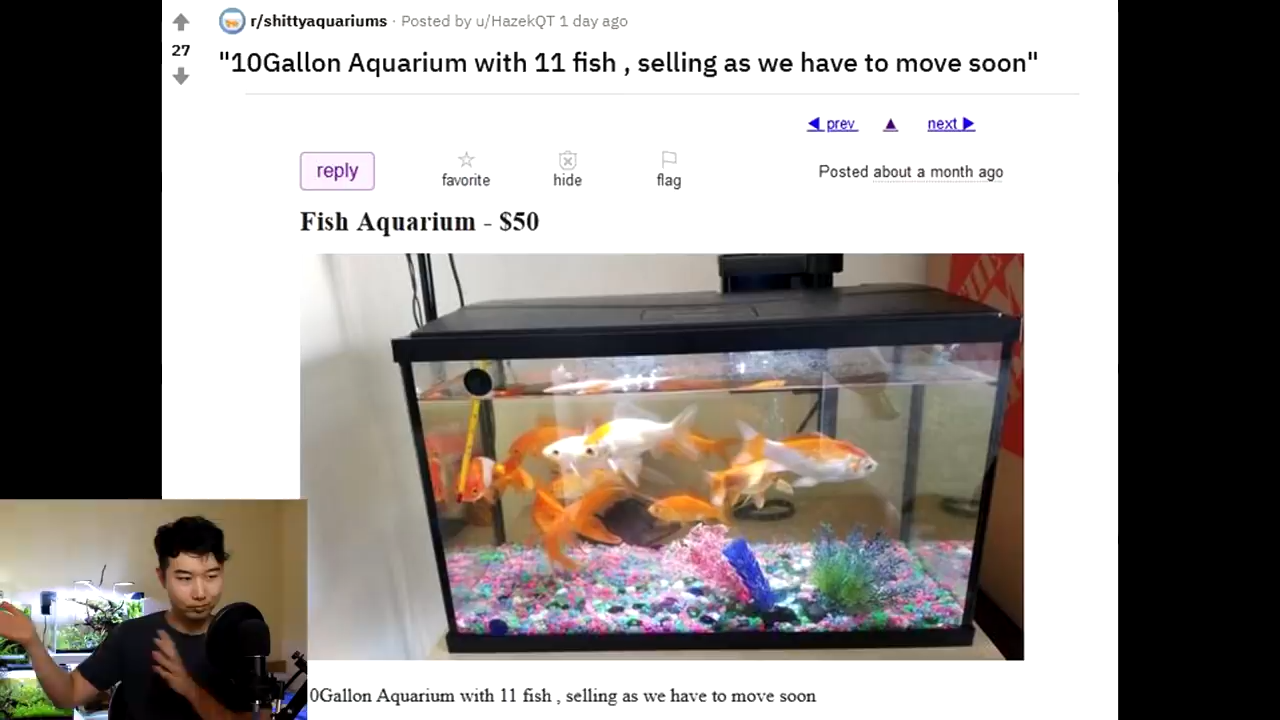 r/shittyaquariums · Posted by u/HazekQT 1 day ago
27
"10Gallon Aquarium with 11 fish , selling as we have to move soon"
◀ prev ▲ next ▶
reply favorite hide flag Posted about a month ago
Fish Aquarium - $50
0Gallon Aquarium with 11 fish , selling as we have to move soon